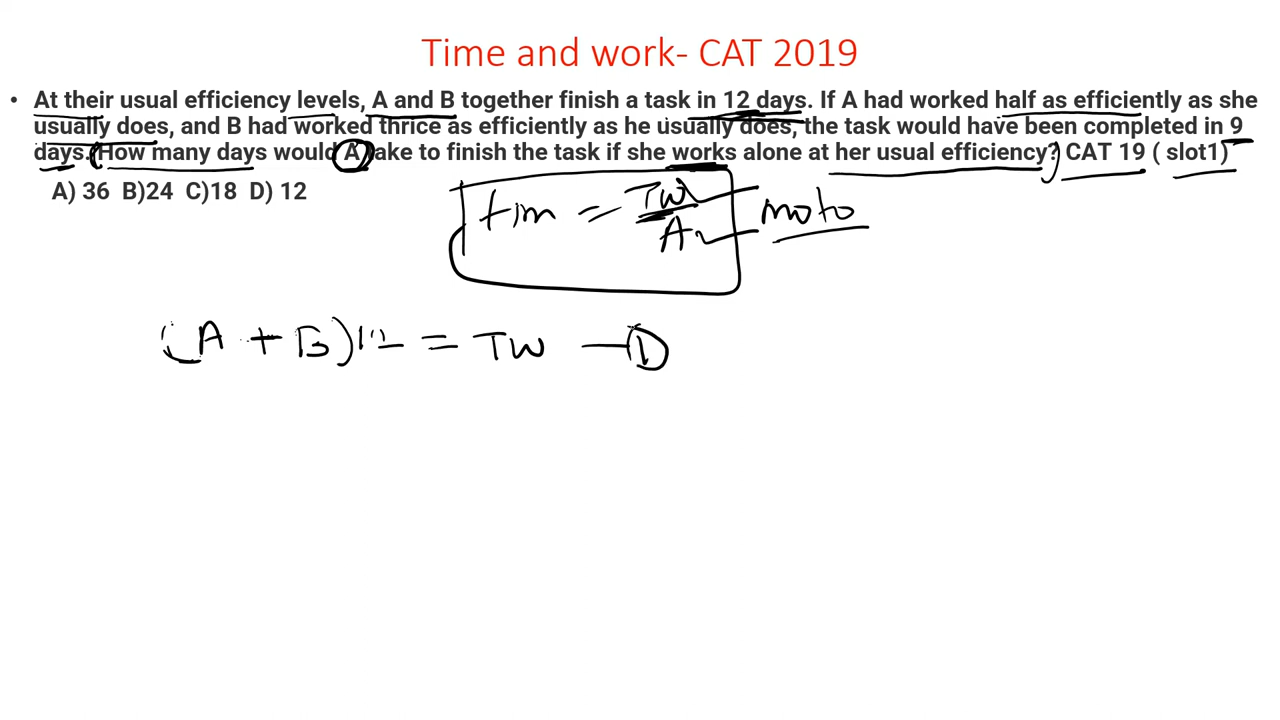 Time and work- CAT 2019
• At their usual efficiency levels, A and B together finish a task in 12 days. If A had worked half as efficiently as she
usually does, and B had worked thrice as efficiently as he usually does, the task would have been completed in 9
days. (How many days would A take to finish the task if she works alone at her usual efficiency?) CAT 19 ( slot1)
A) 36 B)24 C)18 D) 12
tim = TW
A
moto
(A + B)12 = TW — 1